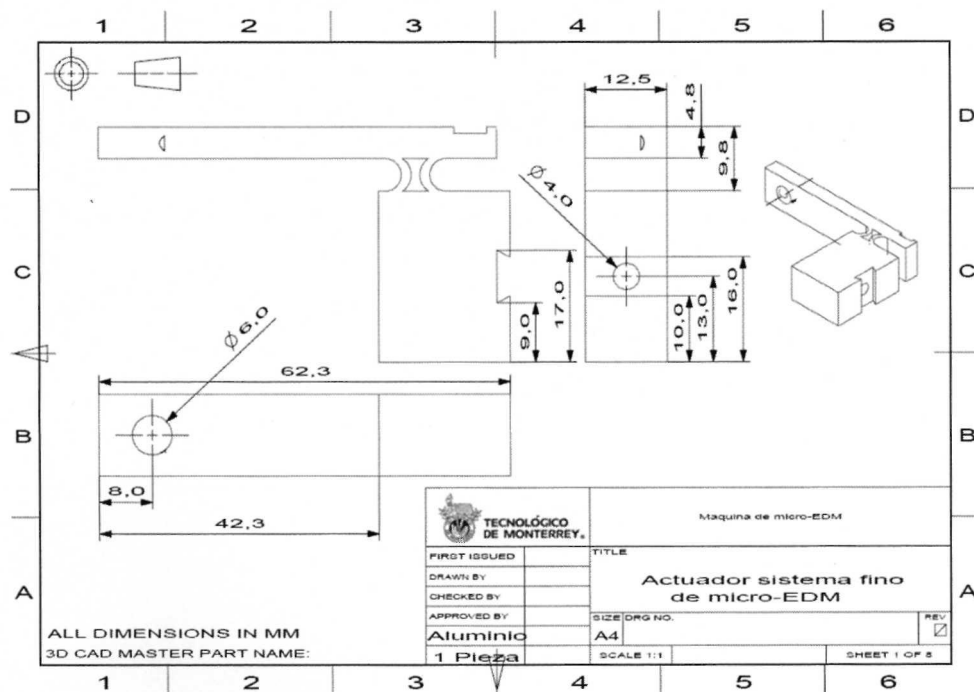 1 2 3 4 5 6
D D
12,5
4,8
9,8
Ø4,0
C C
17,0
9,0
10,0
13,0
16,0
Ø6,0
62,3
B B
8,0
42,3
TECNOLÓGICO
DE MONTERREY®
Maquina de micro-EDM
FIRST ISSUED
TITLE
DRAWN BY
Actuador sistema fino
de micro-EDM
CHECKED BY
APPROVED BY
SIZE DRG NO. REV
Aluminio
A4
1 Pieza
SCALE 1:1
SHEET 1 OF 8
A A
ALL DIMENSIONS IN MM
3D CAD MASTER PART NAME:
1 2 3 4 5 6